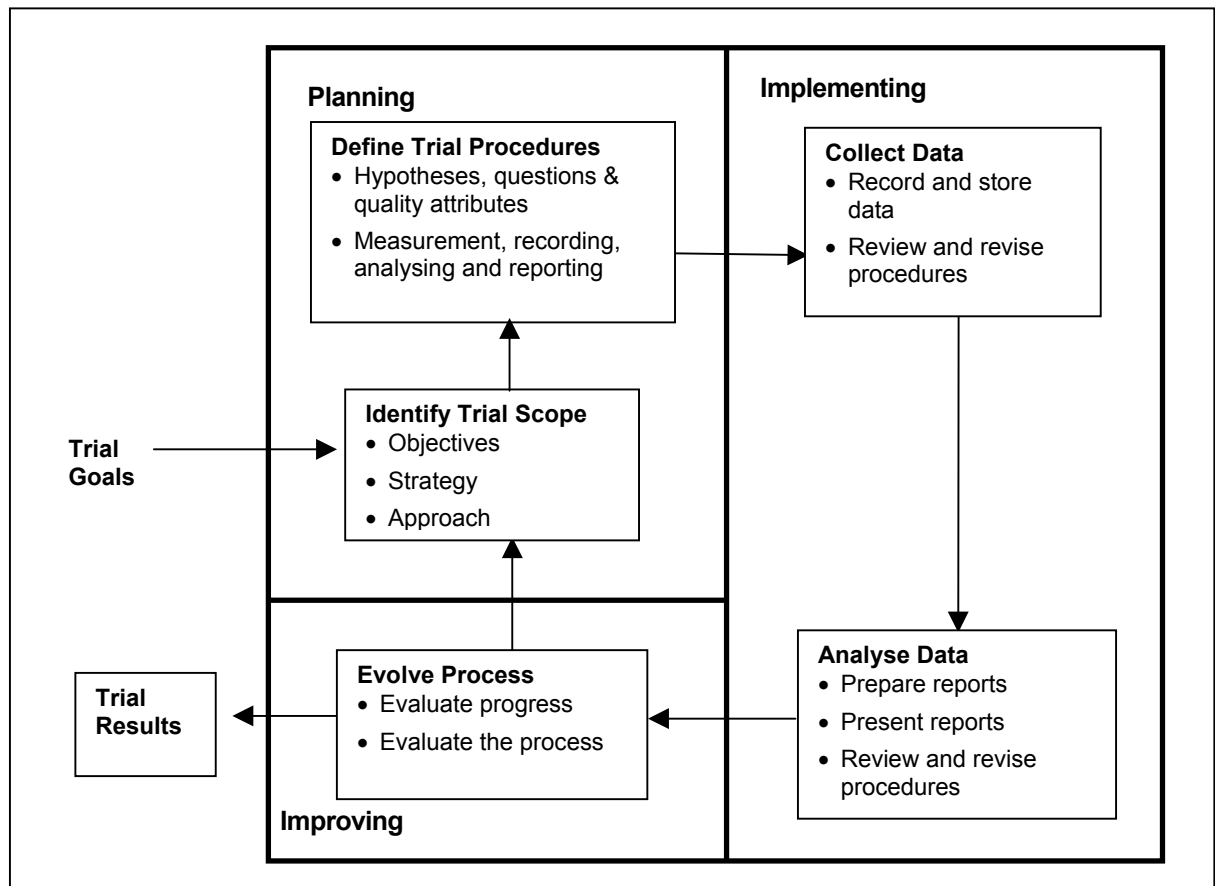 Planning
Define Trial Procedures
• Hypotheses, questions &
quality attributes
• Measurement, recording,
analysing and reporting
Implementing
Collect Data
• Record and store
data
• Review and revise
procedures
Identify Trial Scope
• Objectives
• Strategy
• Approach
Trial
Goals
Trial
Results
Evolve Process
• Evaluate progress
• Evaluate the process
Improving
Analyse Data
• Prepare reports
• Present reports
• Review and revise
procedures